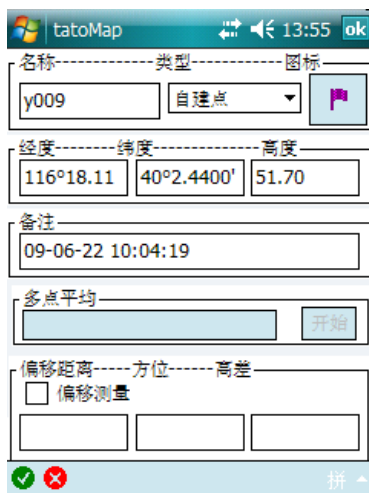 tatoMap 13:55 ok
名称------------类型------------图标
y009 自建点
经度--------纬度-------------高度
116°18.11 40°2.4400' 51.70
备注
09-06-22 10:04:19
多点平均
开始
偏移距离-----方位------高差
偏移测量
拼